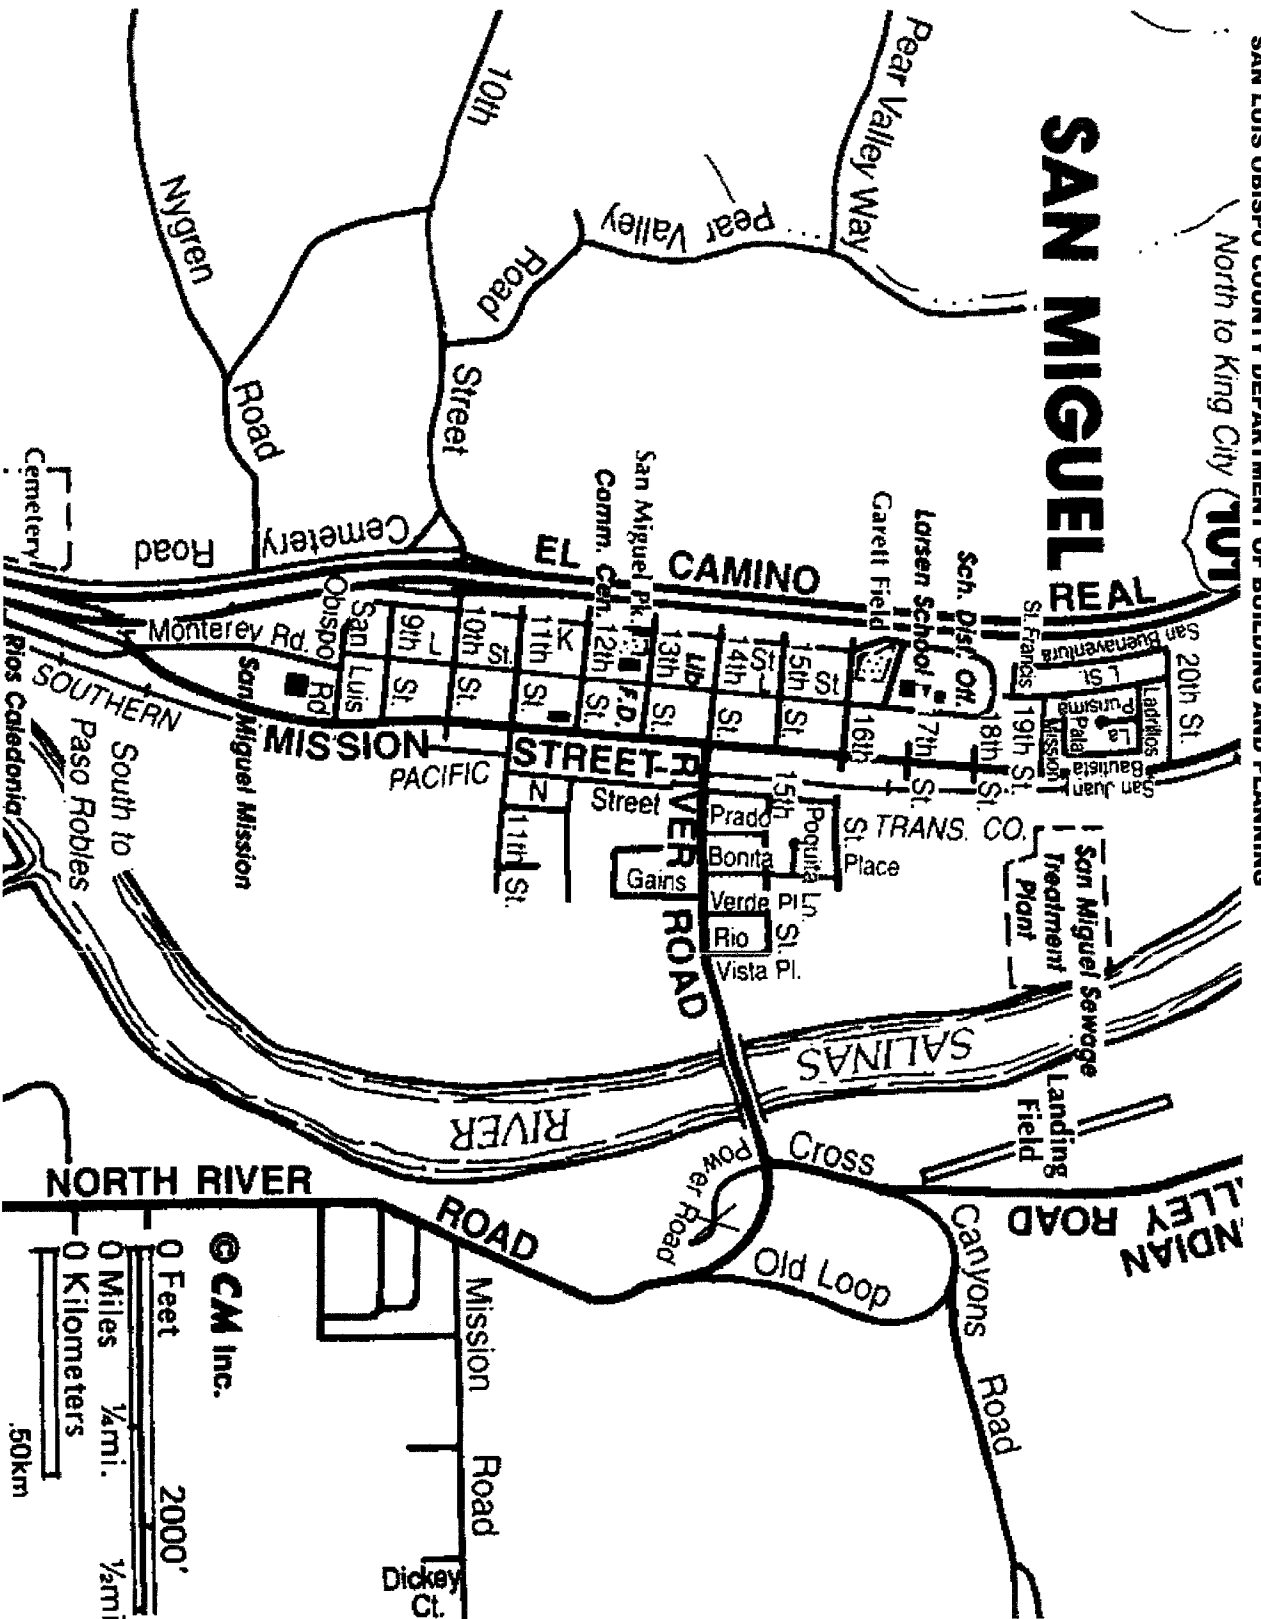 SAN LUIS OBISPO COUNTY DEPARTMENT OF BUILDING AND PLANNING
SAN MIGUEL
North to King City
101
Pear Valley Way
Pear Valley
Road
10th
Street
Nygren
Road
Cemetery
Cemetery
Road
EL CAMINO REAL
San Miguel Pk.
Comm. Cen.
Garett Field
Larsen School
Sch. Dist. Off.
St. Francis
San Buenaventura
L St.
20th St.
Ladrillos
La
Purisima
Pala
Mission
San Juan
Bautista
19th St.
18th St.
17th St.
16th
St.
15th St.
14th St.
13th St.
12th St.
11th St.
10th St.
9th St.
L
St.
K
L
St
Lib.
F.D.
San Luis
Obispo
Rd
Monterey Rd.
San Miguel Mission
MISSION STREET
SOUTHERN PACIFIC TRANS. CO.
N
Street
11th St.
Rios Caledonia
South to
Paso Robles
RIVER ROAD
Prado
Bonita
Verde Pl
Rio
Vista Pl.
Gains
15th
St.
Poquita
Ln.
Place
San Miguel Sewage
Treatment
Plant
SALINAS
RIVER
Landing
Field
Cross
Canyons
Road
INDIAN
VALLEY ROAD
Power Road
Old Loop
NORTH RIVER
ROAD
Mission
Road
Dickey
Ct.
© CM Inc.
0 Feet 2000'
0 Miles ¼mi. ½mi
0 Kilometers .50km